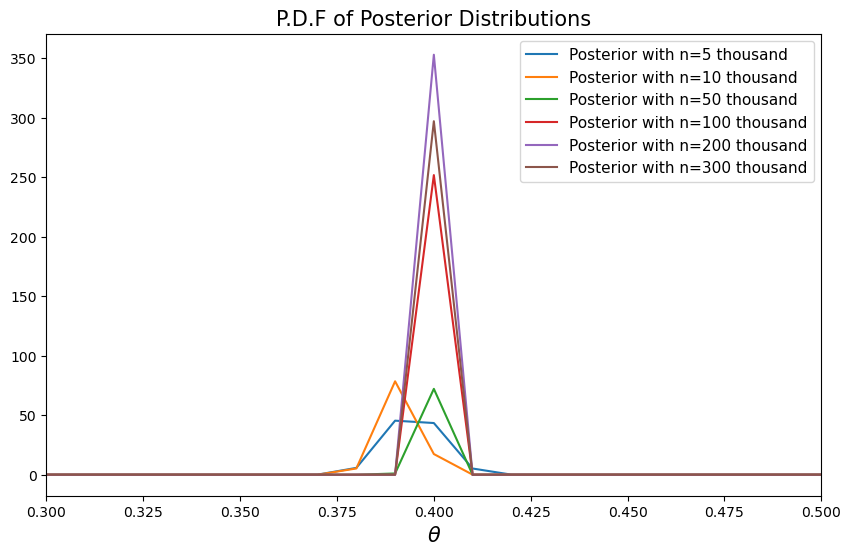 P.D.F of Posterior Distributions
350
300
250
200
150
100
50
0
Posterior with n=5 thousand
Posterior with n=10 thousand
Posterior with n=50 thousand
Posterior with n=100 thousand
Posterior with n=200 thousand
Posterior with n=300 thousand
0.300 0.325 0.350 0.375 0.400 0.425 0.450 0.475 0.500
θ